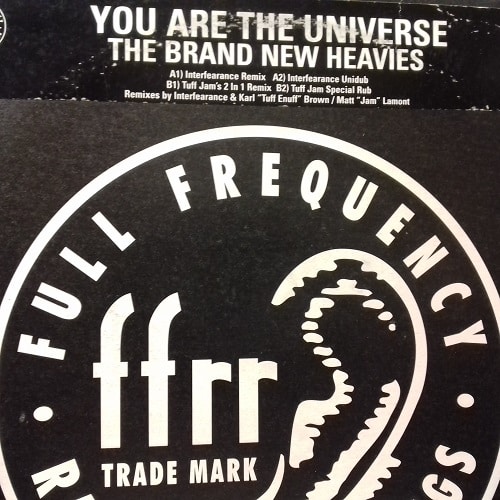 YOU ARE THE UNIVERSE
THE BRAND NEW HEAVIES
A1) Interfearance Remix A2) Interfearance Unidub
B1) Tuff Jam's 2 In 1 Remix B2) Tuff Jam Special Rub
Remixes by Interfearance & Karl "Tuff Enuff" Brown / Matt "Jam" Lamont
FULL FREQUENCY
ffrr
TRADE MARK